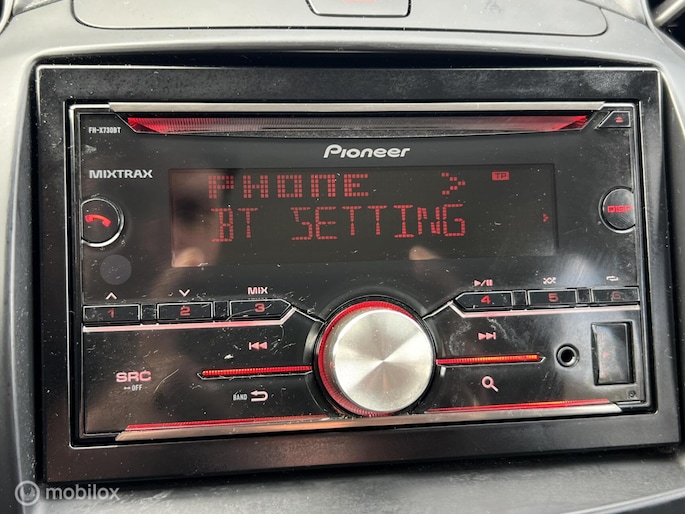 FH-X730BT
Pioneer
MIXTRAX
PHONE >
TP
BT SETTING
DISP
MIX
1 2 3 4 5 6
SRC
OFF
BAND
mobilox